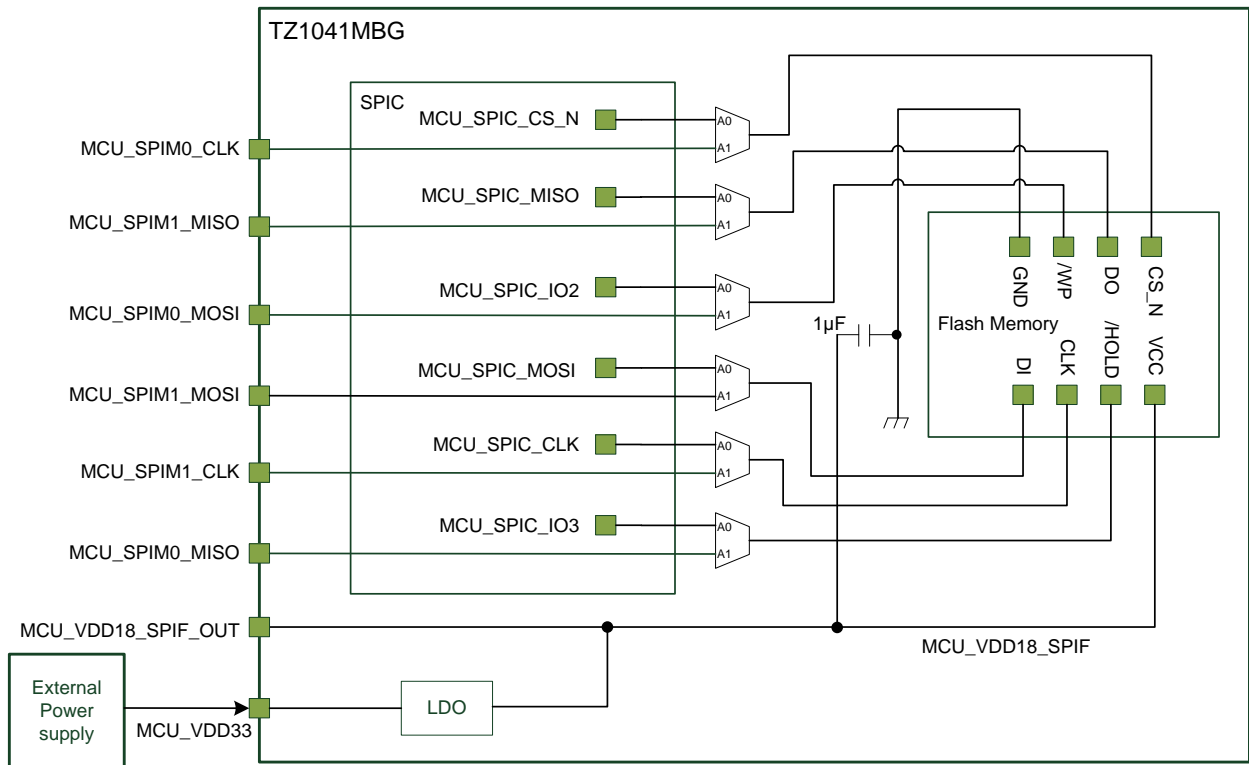 TZ1041MBG
SPIC
MCU_SPIC_CS_N
A0
A1
MCU_SPIM0_CLK
MCU_SPIC_MISO
A0
A1
MCU_SPIM1_MISO
MCU_SPIC_IO2
A0
A1
MCU_SPIM0_MOSI
MCU_SPIC_MOSI
A0
A1
MCU_SPIM1_MOSI
MCU_SPIC_CLK
A0
A1
MCU_SPIM1_CLK
MCU_SPIC_IO3
A0
A1
MCU_SPIM0_MISO
1µF
GND
/WP
DO
CS_N
Flash Memory
DI
CLK
/HOLD
VCC
MCU_VDD18_SPIF_OUT
MCU_VDD18_SPIF
External
Power
supply
MCU_VDD33
LDO